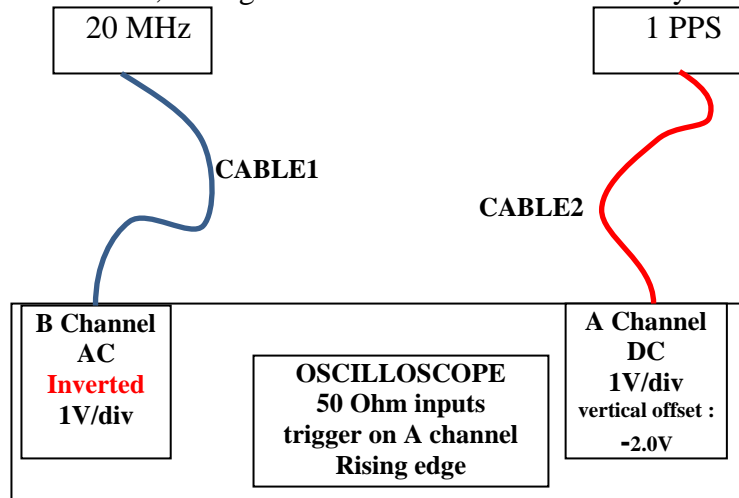 20 MHz
1 PPS
CABLE1
CABLE2
B Channel
AC
Inverted
1V/div
OSCILLOSCOPE
50 Ohm inputs
trigger on A channel
Rising edge
A Channel
DC
1V/div
vertical offset :
-2.0V